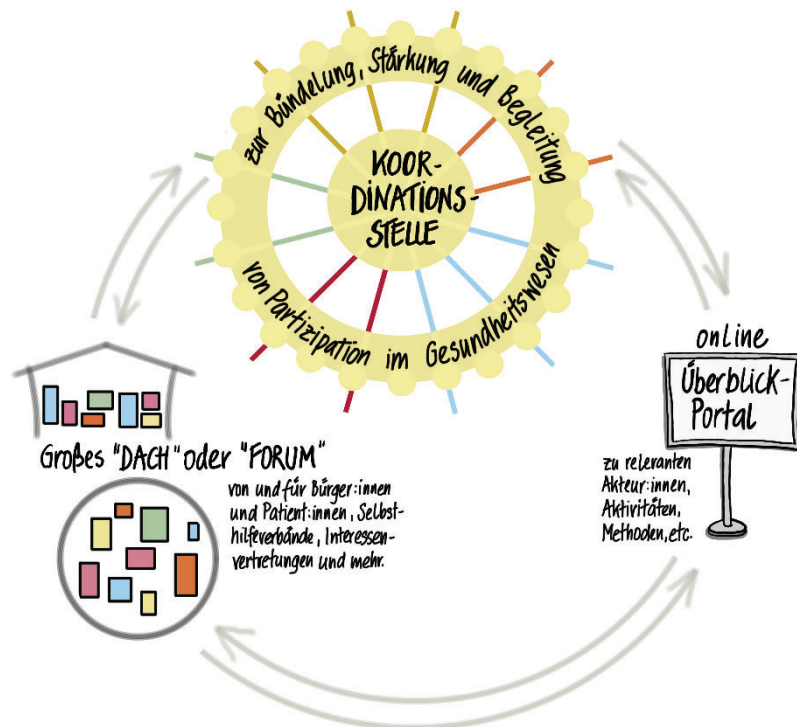 zur Bündelung, Stärkung und Begleitung
KOOR-
DINATIONS-
STELLE
von Partizipation im Gesundheitswesen
online
Überblick-
Portal
zu relevanten
Akteur:innen,
Aktivitäten,
Methoden, etc.
Großes "DACH" oder "FORUM"
von und für Bürger:innen
und Patient:innen, Selbst-
hilfeverbände, Interessen-
vertretungen und mehr.